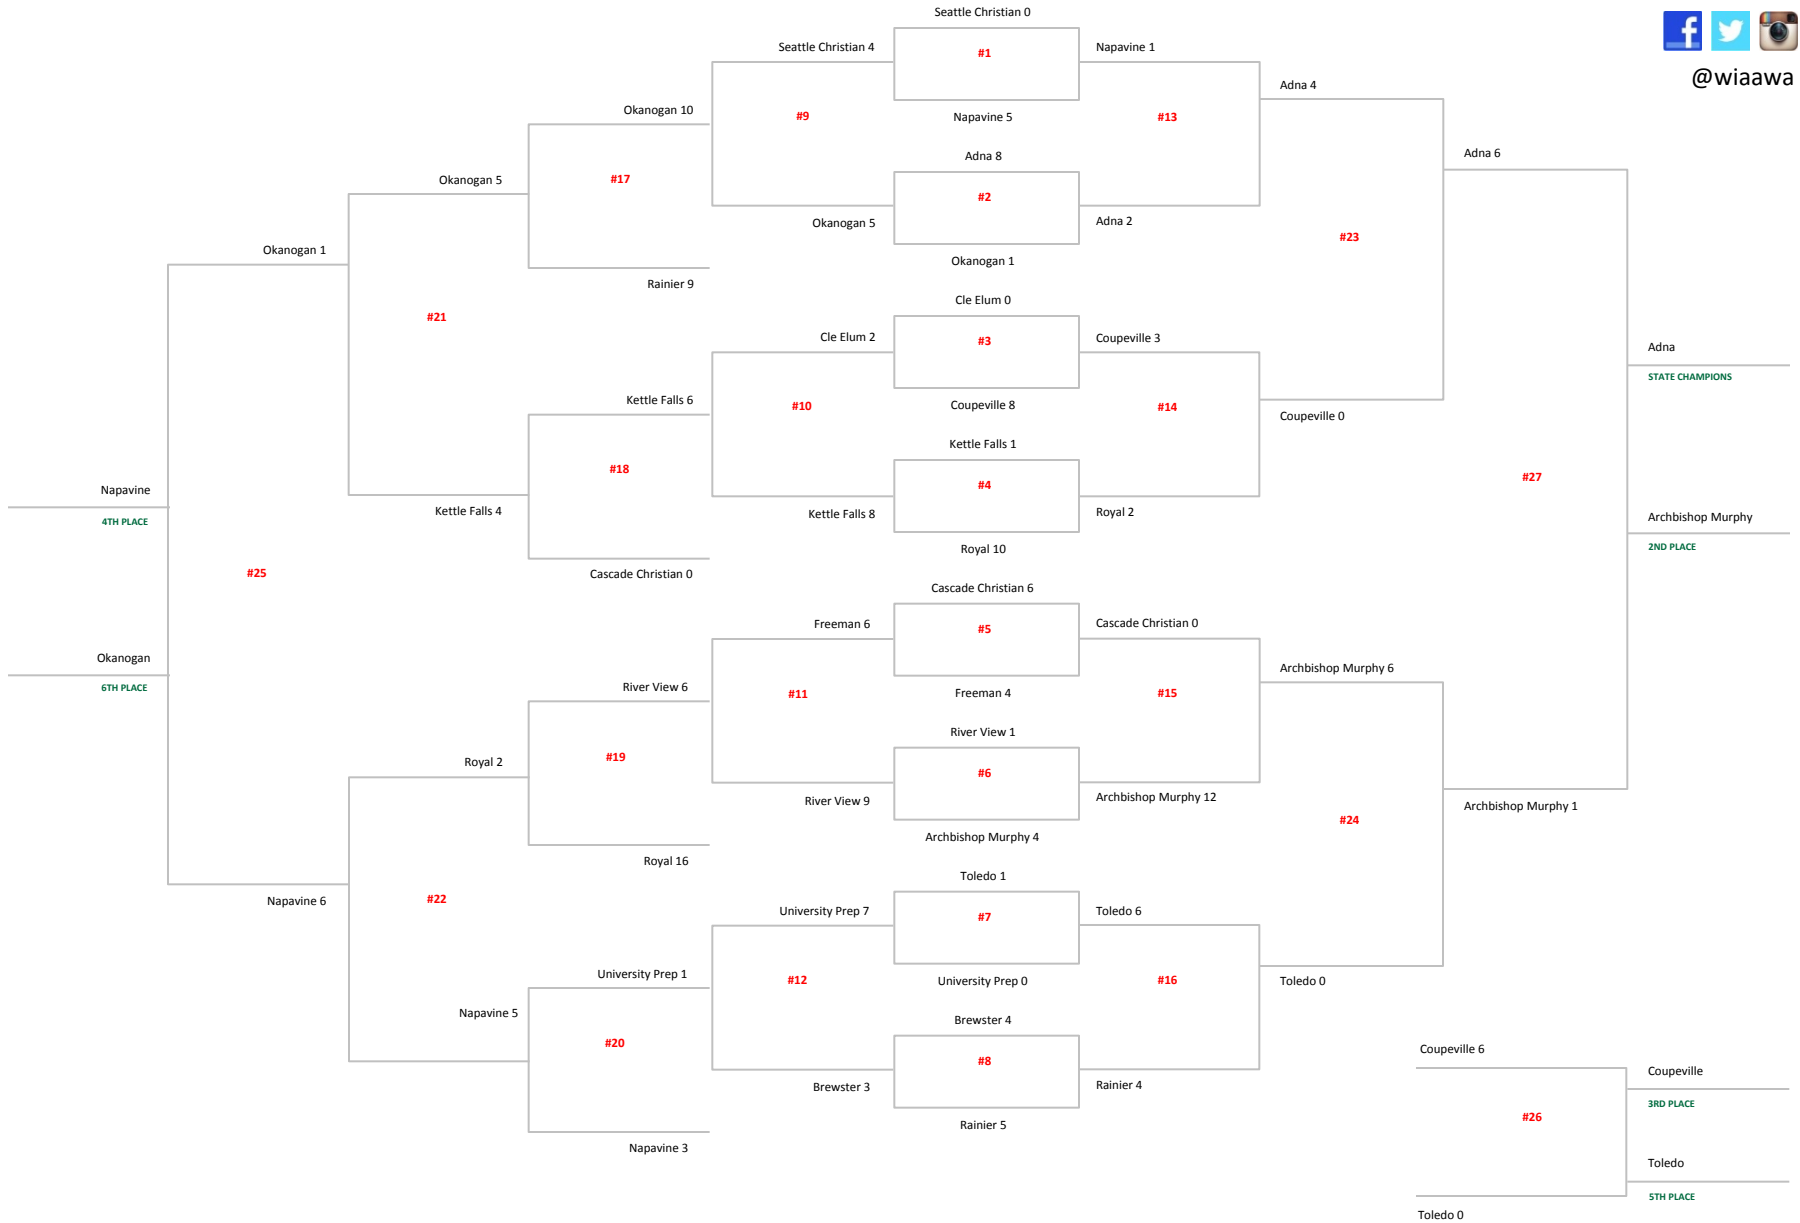 Seattle Christian 0
@wiaawa
Seattle Christian 4
#1
Napavine 1
Adna 4
Okanogan 10
#9
Napavine 5
#13
Adna 8
Adna 6
Okanogan 5
#17
#2
Okanogan 5
Adna 2
Okanogan 1
#23
Okanogan 1
Rainier 9
Cle Elum 0
#21
Cle Elum 2
#3
Coupeville 3
Adna
STATE CHAMPIONS
Kettle Falls 6
#10
Coupeville 8
#14
Coupeville 0
Kettle Falls 1
#18
#4
#27
Napavine
4TH PLACE
Kettle Falls 4
Kettle Falls 8
Royal 2
Archbishop Murphy
2ND PLACE
Royal 10
#25
Cascade Christian 0
Cascade Christian 6
Freeman 6
#5
Cascade Christian 0
Okanogan
6TH PLACE
River View 6
#11
Freeman 4
#15
Archbishop Murphy 6
River View 1
Royal 2
#19
#6
River View 9
Archbishop Murphy 12
Archbishop Murphy 1
#24
Royal 16
Archbishop Murphy 4
Toledo 1
Napavine 6
#22
University Prep 7
#7
Toledo 6
University Prep 1
#12
University Prep 0
#16
Toledo 0
Napavine 5
Brewster 4
#20
#8
Coupeville 6
Brewster 3
Rainier 4
Coupeville
3RD PLACE
Rainier 5
#26
Napavine 3
Toledo
5TH PLACE
Toledo 0